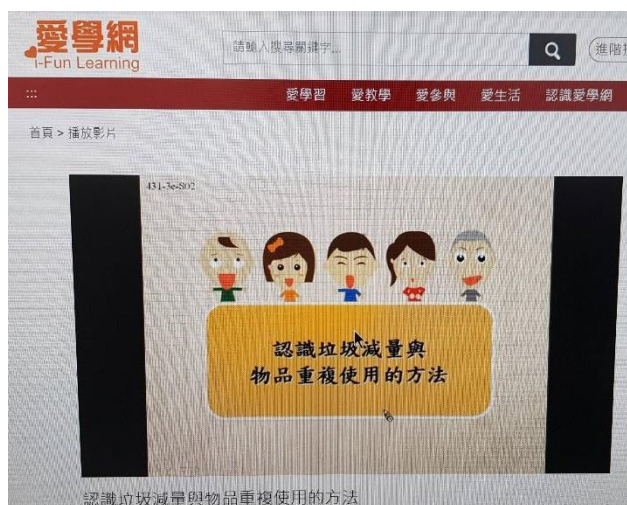 愛學網
i-Fun Learning
請輸入搜尋關鍵字...
進階
:::
愛學習 愛教學 愛參與 愛生活 認識愛學網
首頁 > 播放影片
431-3e-S02
認識垃圾減量與
物品重複使用的方法
認識垃圾減量與物品重複使用的方法